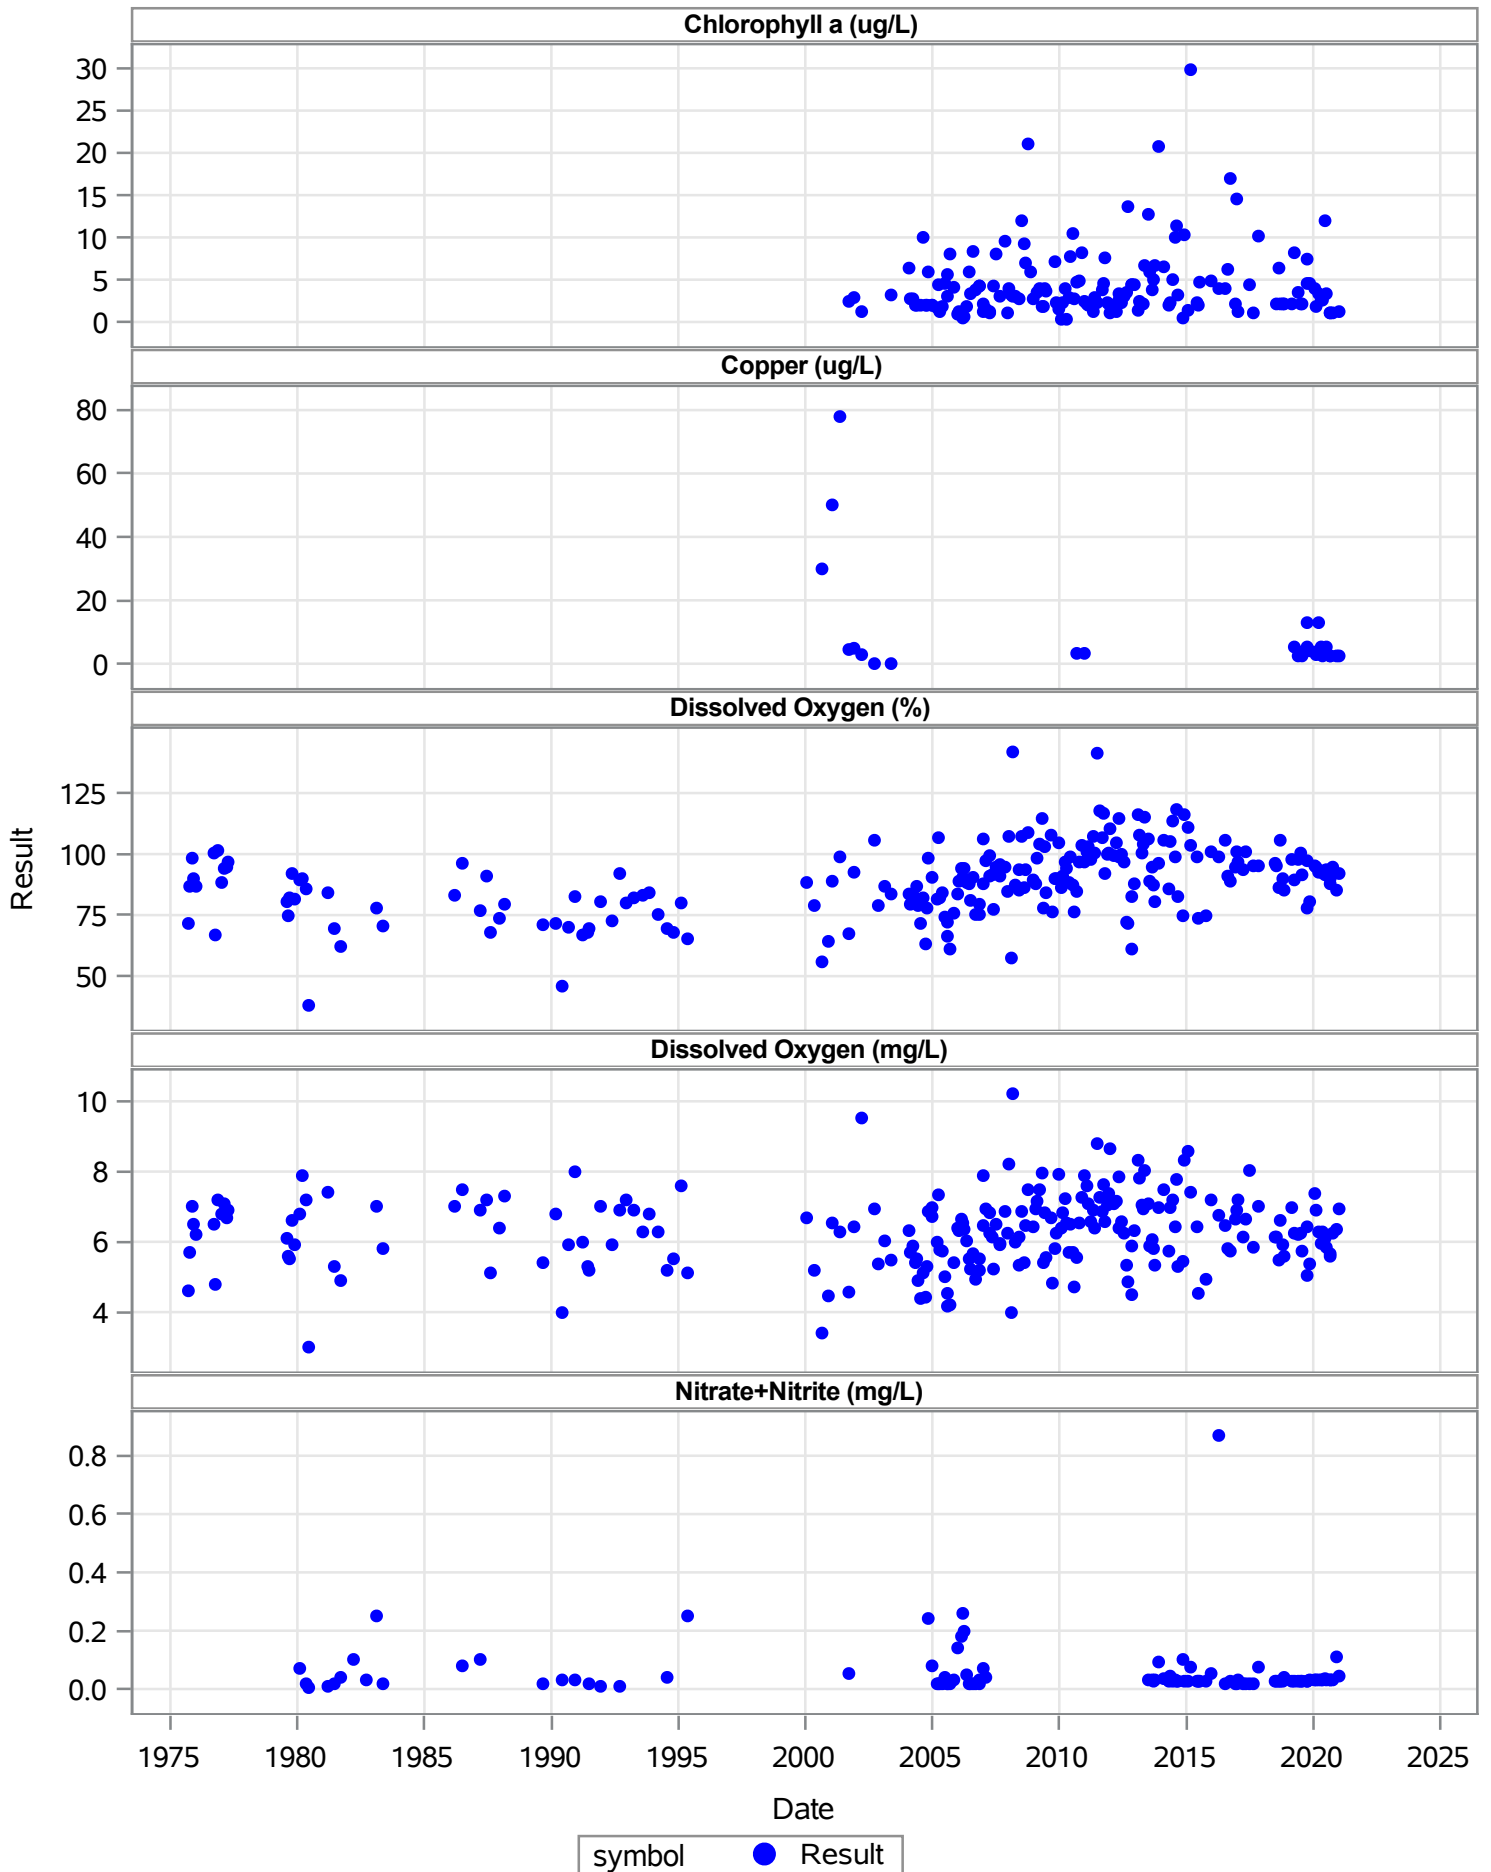 Chlorophyll a (ug/L)
30
25
20
15
10
5
0
Copper (ug/L)
80
60
40
20
0
Dissolved Oxygen (%)
125
100
75
50
Result
Dissolved Oxygen (mg/L)
10
8
6
4
Nitrate+Nitrite (mg/L)
0.8
0.6
0.4
0.2
0.0
1975 1980 1985 1990 1995 2000 2005 2010 2015 2020 2025
Date
symbol Result